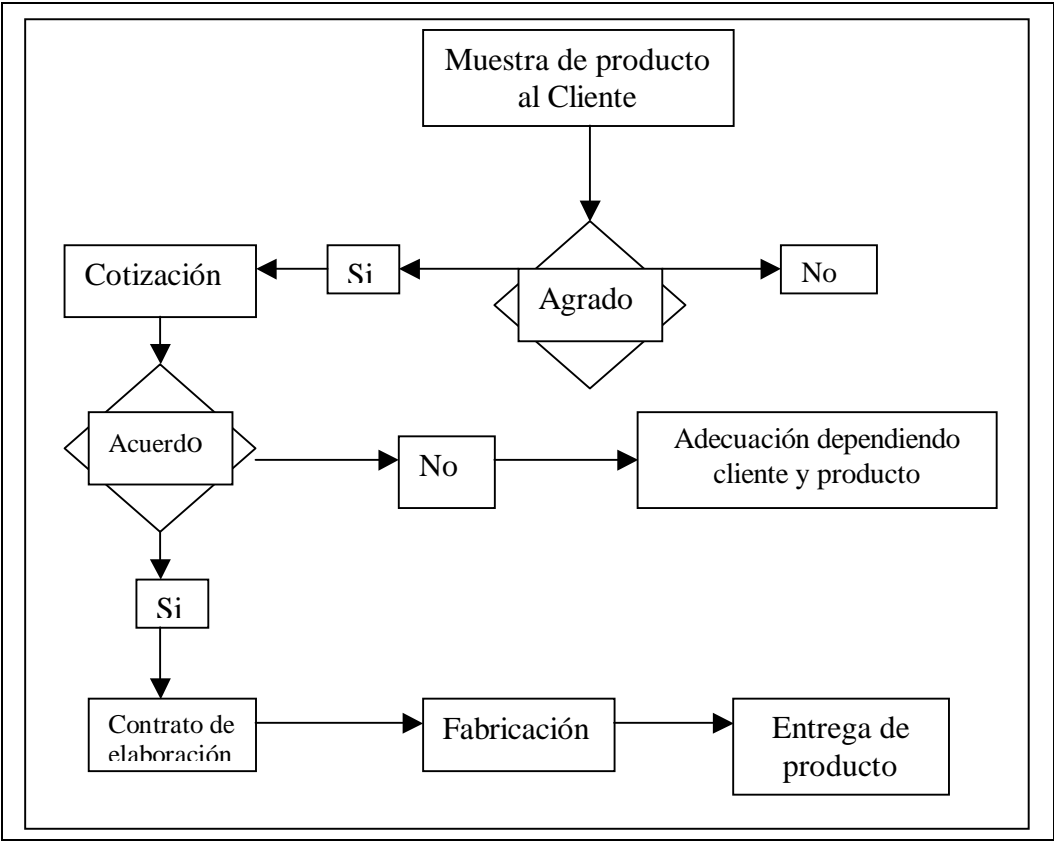 Muestra de producto
al Cliente
Cotización
Si
Agrado
No
Acuerdo
No
Adecuación dependiendo
cliente y producto
Si
Contrato de
elaboración
Fabricación
Entrega de
producto